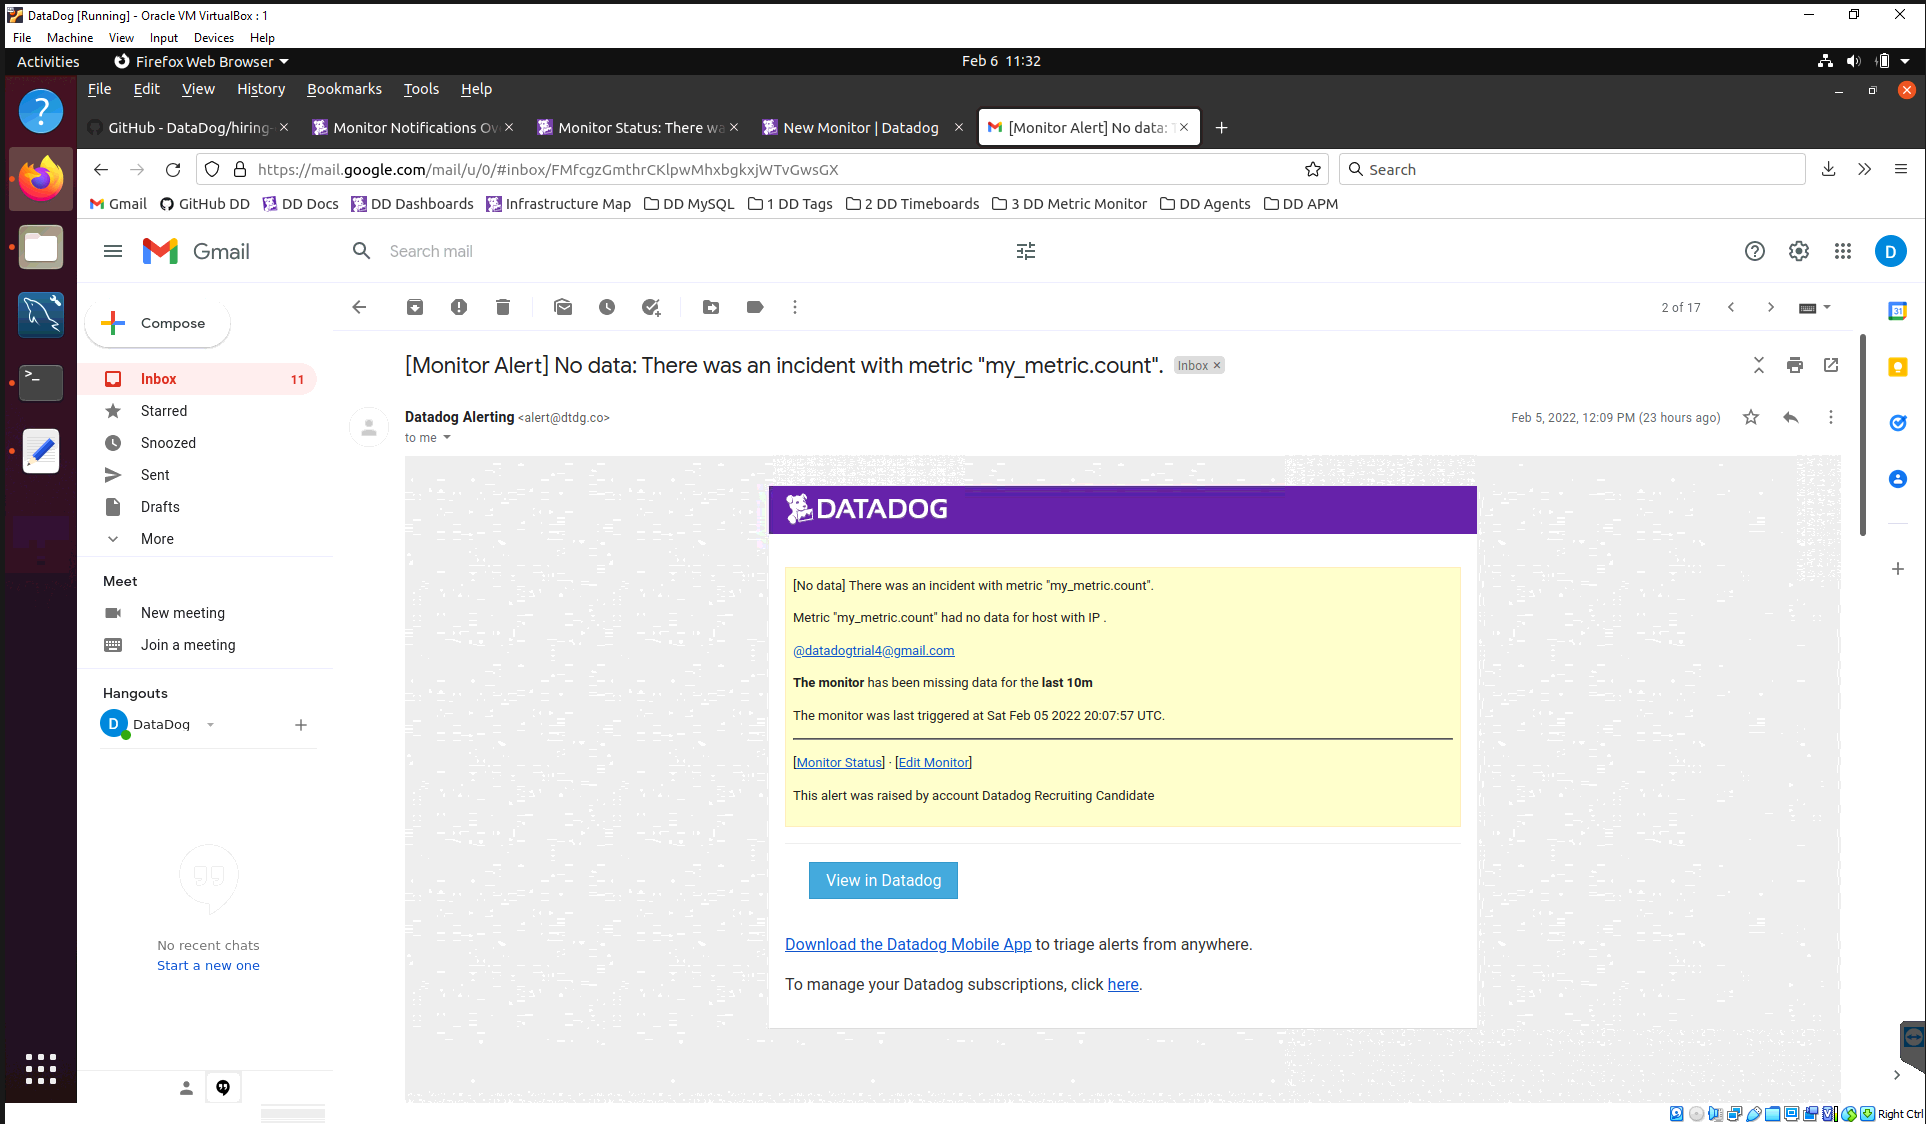 DataDog [Running] - Oracle VM VirtualBox : 1
File Machine View Input Devices Help
Activities Firefox Web Browser Feb 6 11:32
File Edit View History Bookmarks Tools Help
GitHub - DataDog/hiring- Monitor Notifications Ov Monitor Status: There wa New Monitor | Datadog [Monitor Alert] No data: T
https://mail.google.com/mail/u/0/#inbox/FMfcgzGmthrCKlpwMhxbgkxjWTvGwsGX Search
Gmail GitHub DD DD Docs DD Dashboards Infrastructure Map DD MySQL 1 DD Tags 2 DD Timeboards 3 DD Metric Monitor DD Agents DD APM
Gmail Search mail D
Compose 2 of 17
31
[Monitor Alert] No data: There was an incident with metric "my_metric.count". Inbox ×
Inbox 11
Starred
Snoozed
Sent
Drafts
More
Meet
New meeting
Join a meeting
Hangouts
D DataDog
No recent chats
Start a new one
Datadog Alerting <alert@dtdg.co> Feb 5, 2022, 12:09 PM (23 hours ago)
to me
DATADOG
[No data] There was an incident with metric "my_metric.count".
Metric "my_metric.count" had no data for host with IP .
@datadogtrial4@gmail.com
The monitor has been missing data for the last 10m
The monitor was last triggered at Sat Feb 05 2022 20:07:57 UTC.
[Monitor Status] · [Edit Monitor]
This alert was raised by account Datadog Recruiting Candidate
View in Datadog
Download the Datadog Mobile App to triage alerts from anywhere.
To manage your Datadog subscriptions, click here.
Right Ctrl